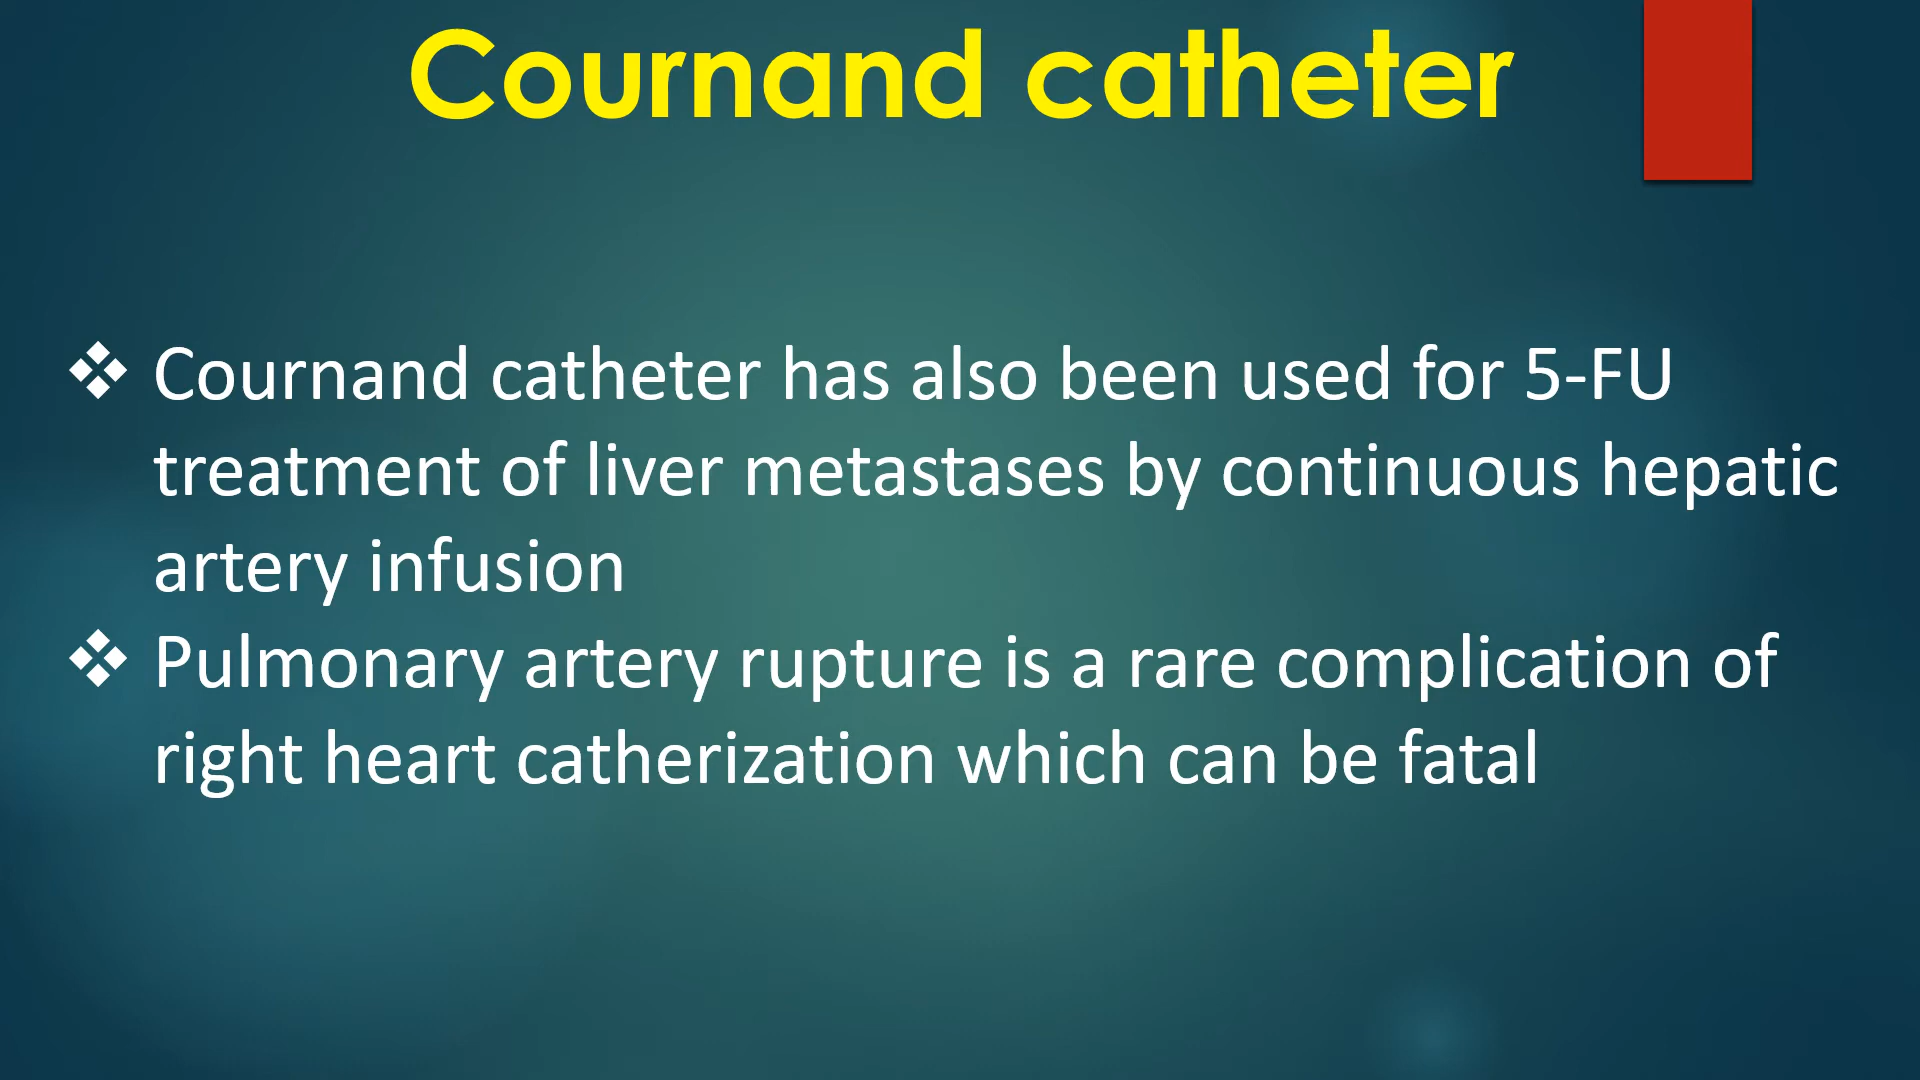 Cournand catheter
❖ Cournand catheter has also been used for 5-FU
treatment of liver metastases by continuous hepatic
artery infusion
❖ Pulmonary artery rupture is a rare complication of
right heart catherization which can be fatal